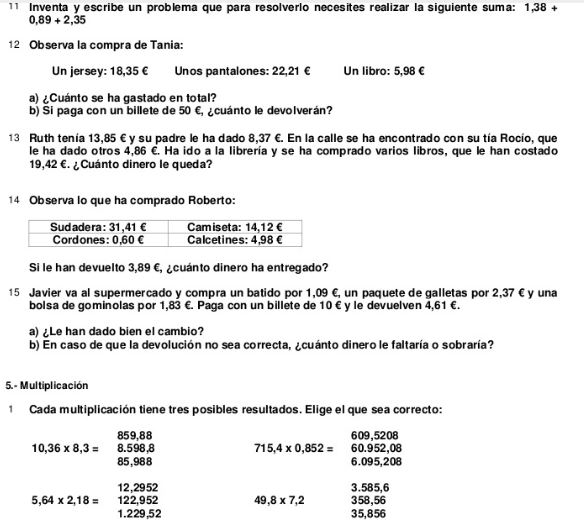 11 Inventa y escribe un problema que para resolverlo necesites realizar la siguiente suma: 1,38 +
0,89 + 2,35
12 Observa la compra de Tania:
Un jersey: 18,35 € Unos pantalones: 22,21 € Un libro: 5,98 €
a) ¿Cuánto se ha gastado en total?
b) Si paga con un billete de 50 €, ¿cuánto le devolverán?
13 Ruth tenía 13,85 € y su padre le ha dado 8,37 €. En la calle se ha encontrado con su tía Rocío, que
le ha dado otros 4,86 €. Ha ido a la librería y se ha comprado varios libros, que le han costado
19,42 €. ¿Cuánto dinero le queda?
14 Observa lo que ha comprado Roberto:
Sudadera: 31,41 € Camiseta: 14,12 €
Cordones: 0,60 € Calcetines: 4,98 €
Si le han devuelto 3,89 €, ¿cuánto dinero ha entregado?
15 Javier va al supermercado y compra un batido por 1,09 €, un paquete de galletas por 2,37 € y una
bolsa de gominolas por 1,83 €. Paga con un billete de 10 € y le devuelven 4,61 €.
a) ¿Le han dado bien el cambio?
b) En caso de que la devolución no sea correcta, ¿cuánto dinero le faltaría o sobraría?
5.- Multiplicación
1 Cada multiplicación tiene tres posibles resultados. Elige el que sea correcto:
859,88 609,5208
10,36 x 8,3 = 8.598,8 715,4 x 0,852 = 60.952,08
85,988 6.095,208
12,2952 3.585,6
5,64 x 2,18 = 122,952 49,8 x 7,2 358,56
1.229,52 35,856